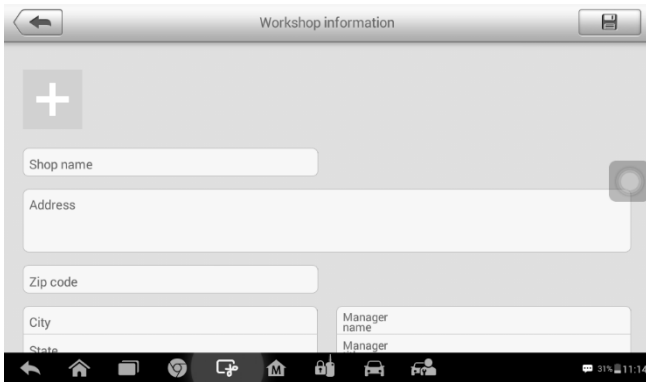 Workshop information
Shop name
Address
Zip code
City
Manager
name
State
Manager
M
31% 11:14